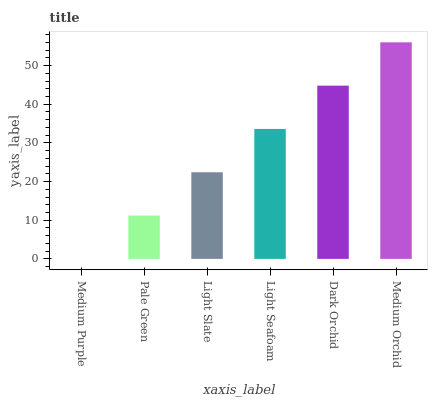 title
yaxis_label
50
40
30
20
10
0
Medium Purple
Pale Green
Light Slate
Light Seafoam
Dark Orchid
Medium Orchid
xaxis_label